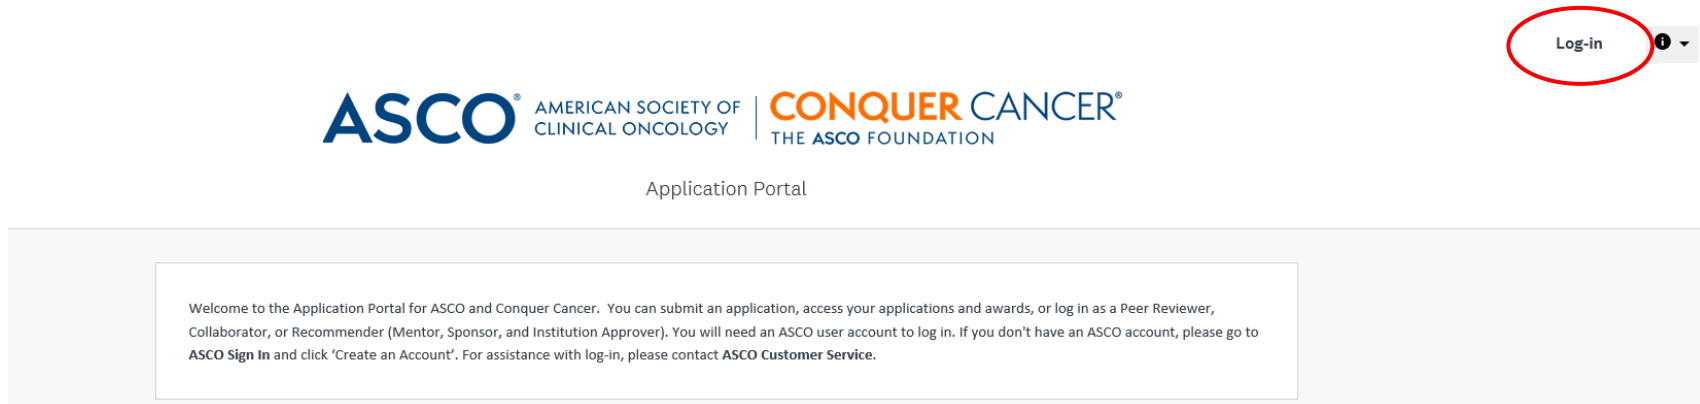 Log-in
ASCO® AMERICAN SOCIETY OF CLINICAL ONCOLOGY | CONQUER CANCER® THE ASCO FOUNDATION
Application Portal
Welcome to the Application Portal for ASCO and Conquer Cancer.  You can submit an application, access your applications and awards, or log in as a Peer Reviewer,
Collaborator, or Recommender (Mentor, Sponsor, and Institution Approver). You will need an ASCO user account to log in. If you don't have an ASCO account, please go to
ASCO Sign In and click ‘Create an Account’. For assistance with log-in, please contact ASCO Customer Service.